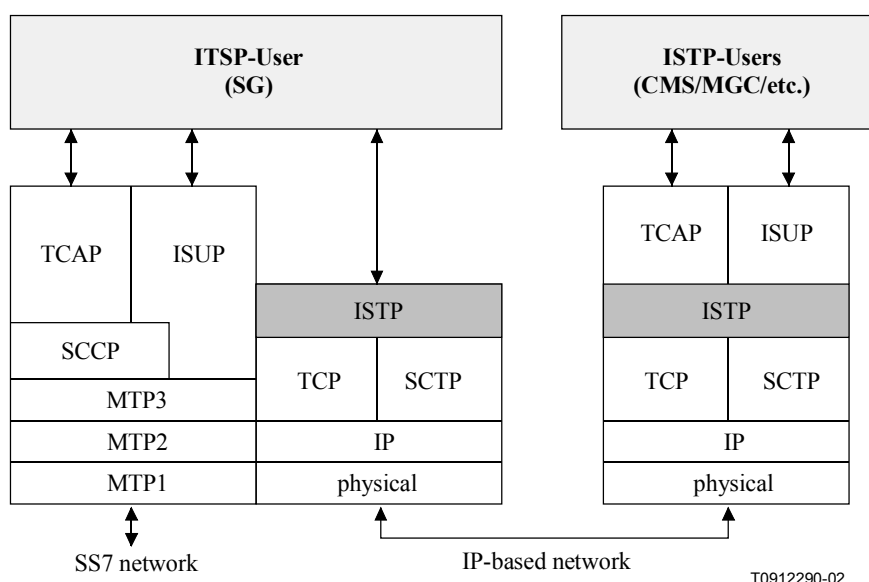 ITSP-User
(SG)
ISTP-Users
(CMS/MGC/etc.)
TCAP
ISUP
SCCP
MTP3
MTP2
MTP1
ISTP
TCP
SCTP
IP
physical
TCAP
ISUP
ISTP
TCP
SCTP
IP
physical
SS7 network
IP-based network
T0912290-02